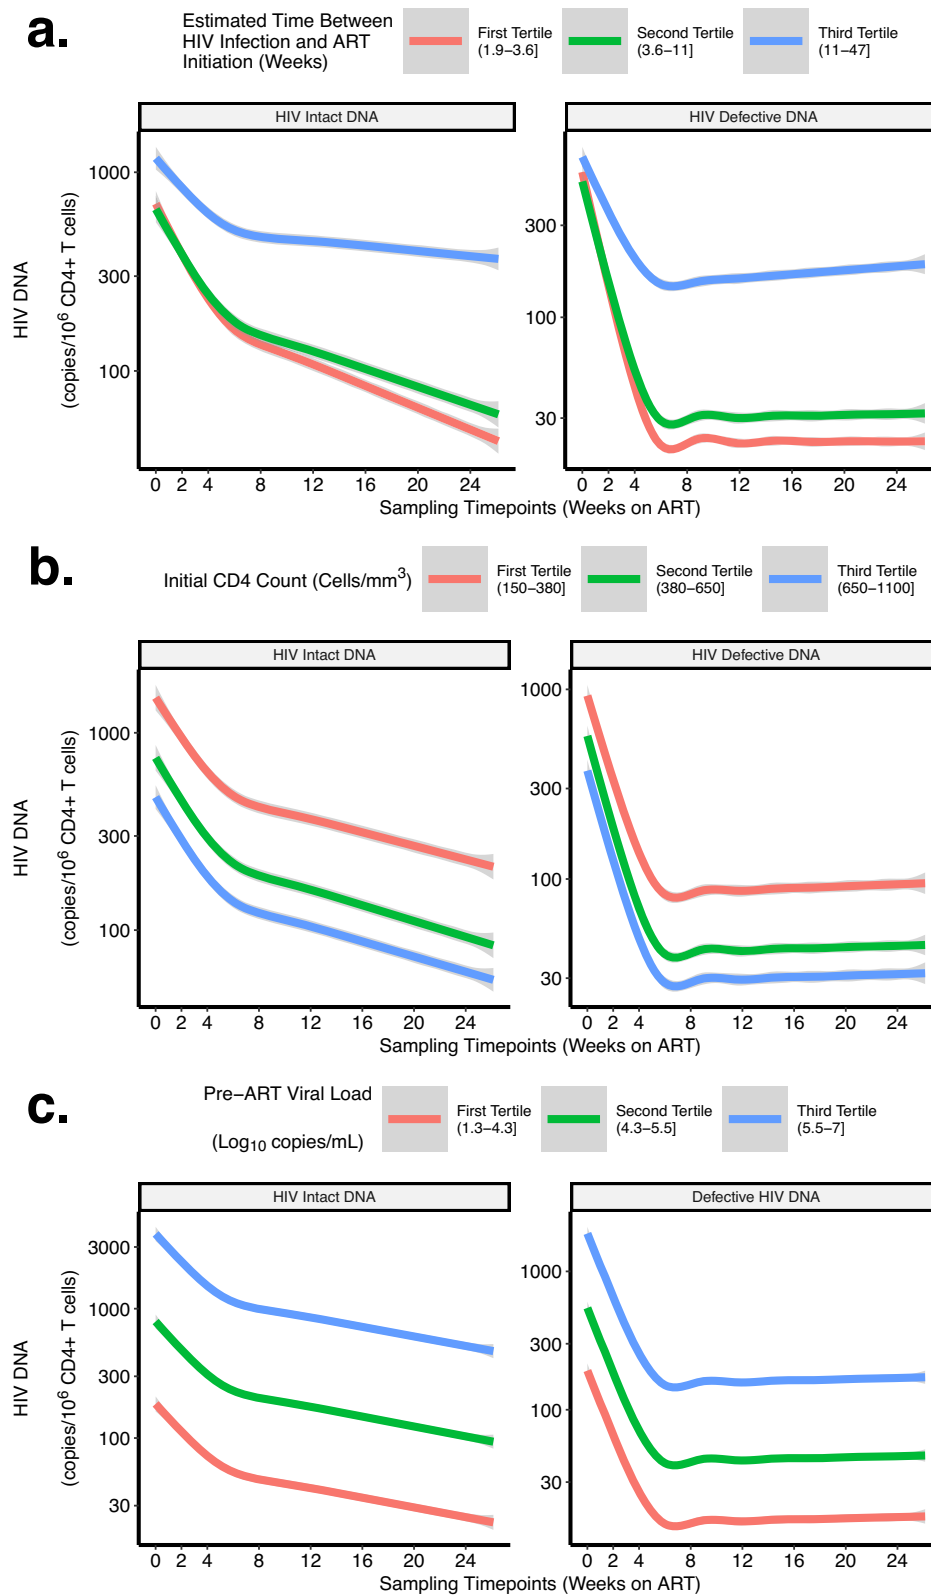 a.
Estimated Time Between
HIV Infection and ART
Initiation (Weeks)
First Tertile
(1.9–3.6]
Second Tertile
(3.6–11]
Third Tertile
(11–47]
HIV Intact DNA
HIV Defective DNA
HIV DNA
(copies/10⁶ CD4+ T cells)
1000
300
100
300
100
30
0 2 4 8 12 16 20 24
0 2 4 8 12 16 20 24
Sampling Timepoints (Weeks on ART)
b.
Initial CD4 Count (Cells/mm³)
First Tertile
(150–380]
Second Tertile
(380–650]
Third Tertile
(650–1100]
HIV Intact DNA
HIV Defective DNA
HIV DNA
(copies/10⁶ CD4+ T cells)
1000
300
100
1000
300
100
30
0 2 4 8 12 16 20 24
0 2 4 8 12 16 20 24
Sampling Timepoints (Weeks on ART)
c.
Pre–ART Viral Load
(Log₁₀ copies/mL)
First Tertile
(1.3–4.3]
Second Tertile
(4.3–5.5]
Third Tertile
(5.5–7]
HIV Intact DNA
Defective HIV DNA
HIV DNA
(copies/10⁶ CD4+ T cells)
3000
1000
300
100
30
1000
300
100
30
0 2 4 8 12 16 20 24
0 2 4 8 12 16 20 24
Sampling Timepoints (Weeks on ART)